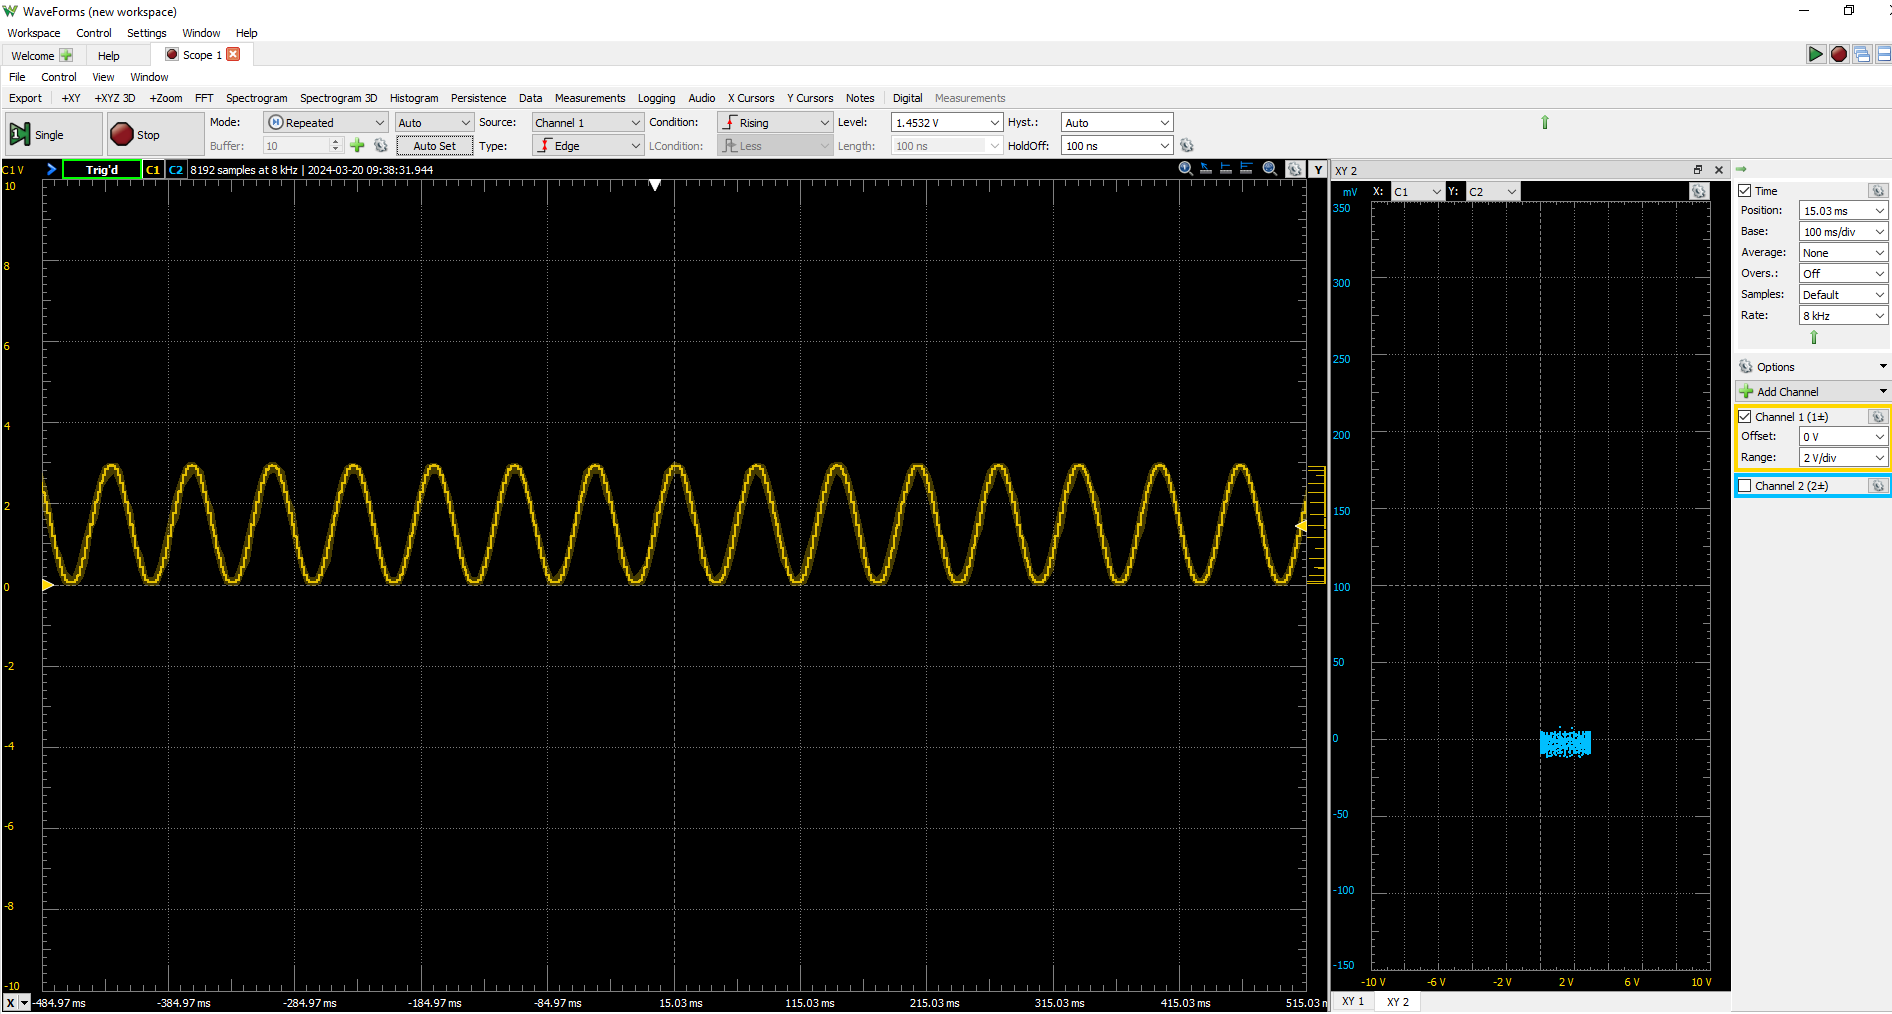 WaveForms (new workspace)
Workspace Control Settings Window Help
Welcome Help Scope 1
File Control View Window
Export +XY +XYZ 3D +Zoom FFT Spectrogram Spectrogram 3D Histogram Persistence Data Measurements Logging Audio X Cursors Y Cursors Notes Digital Measurements
1 Single Stop Mode: Repeated Auto Source: Channel 1 Condition: Rising Level: 1.4532 V Hyst.: Auto
Buffer: 10 Auto Set Type: Edge LCondition: Less Length: 100 ns HoldOff: 100 ns
C1 V Trig'd C1 C2 8192 samples at 8 kHz | 2024-03-20 09:38:31.944 Y
10
8
6
4
2
0
-2
-4
-6
-8
-10
X -484.97 ms -384.97 ms -284.97 ms -184.97 ms -84.97 ms 15.03 ms 115.03 ms 215.03 ms 315.03 ms 415.03 ms 515.03 m
XY 2
mV X: C1 Y: C2
350
300
250
200
150
100
50
0
-50
-100
-150
-10 V -6 V -2 V 2 V 6 V 10 V
XY 1 XY 2
Time
Position: 15.03 ms
Base: 100 ms/div
Average: None
Overs.: Off
Samples: Default
Rate: 8 kHz
Options
Add Channel
Channel 1 (1±)
Offset: 0 V
Range: 2 V/div
Channel 2 (2±)